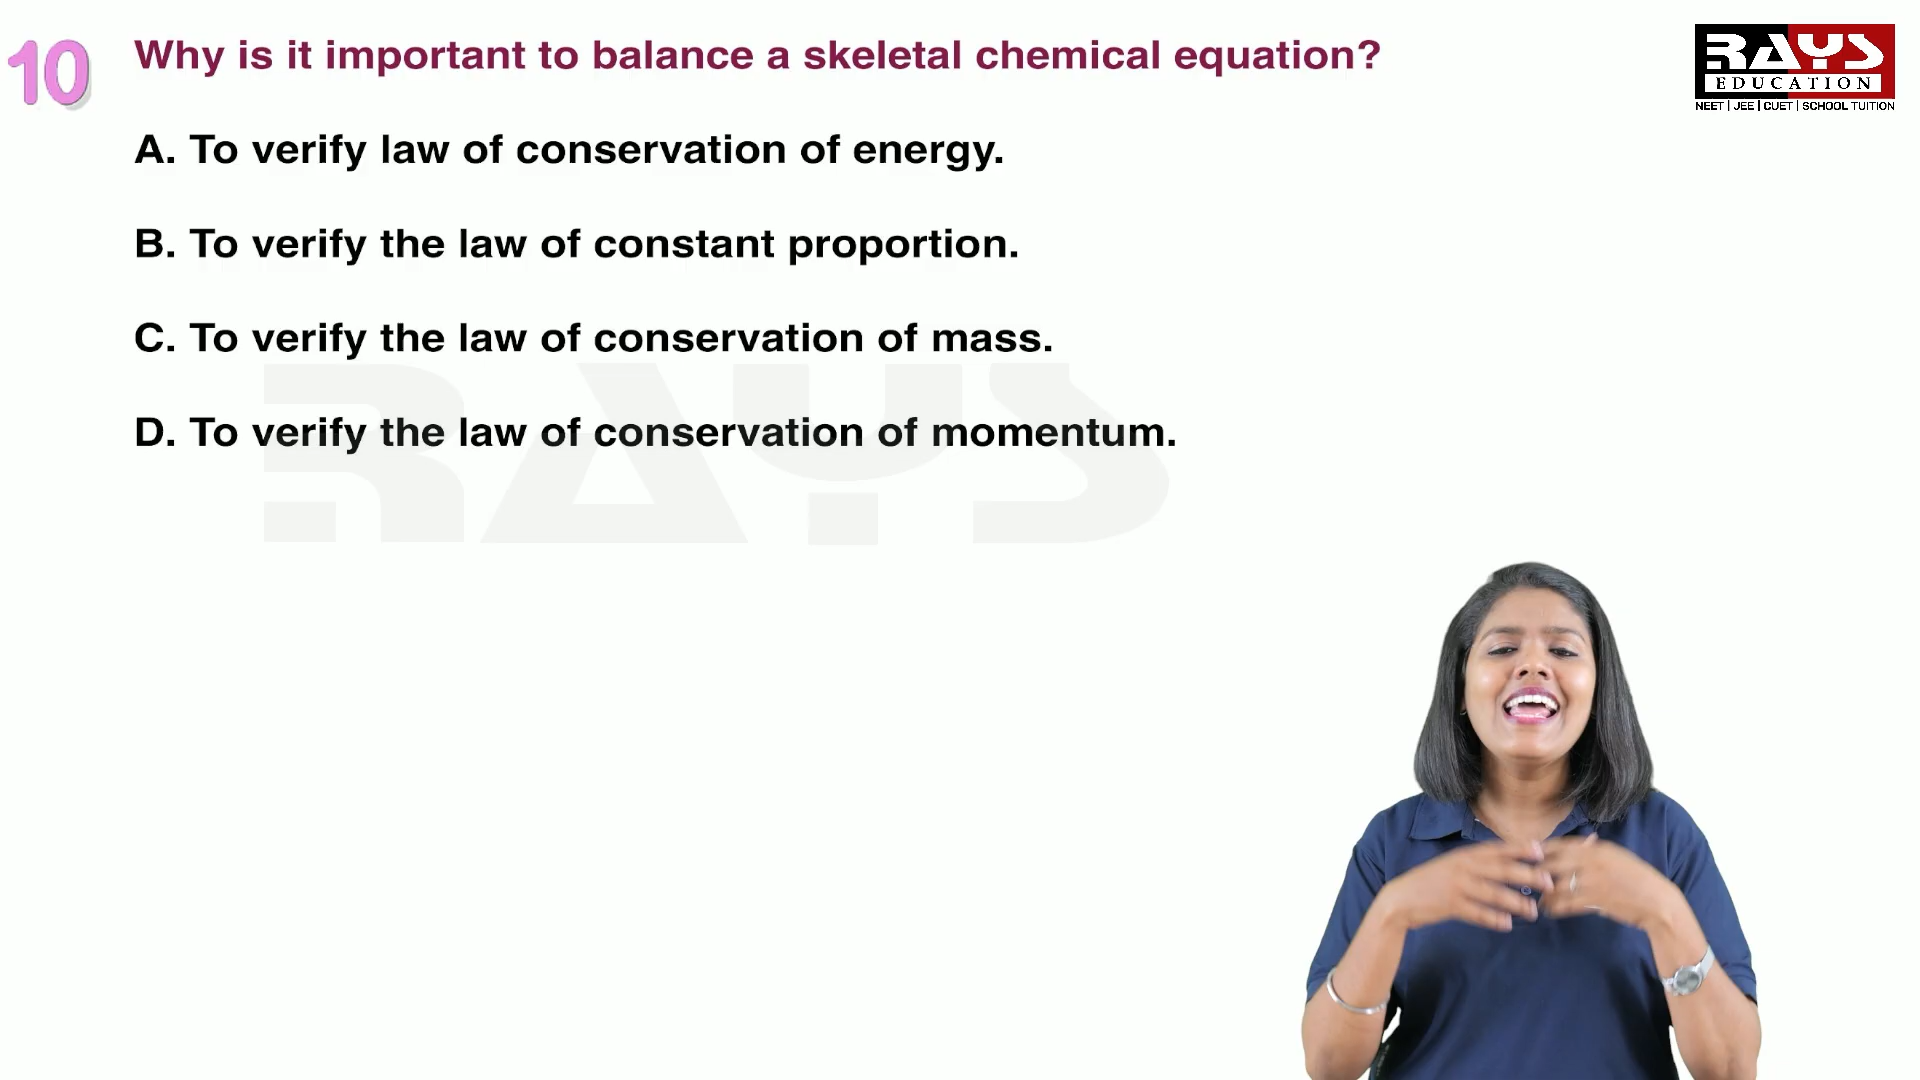 10
Why is it important to balance a skeletal chemical equation?
RAYS
EDUCATION
NEET | JEE | CUET | SCHOOL TUITION
A. To verify law of conservation of energy.
B. To verify the law of constant proportion.
C. To verify the law of conservation of mass.
D. To verify the law of conservation of momentum.
RAYS